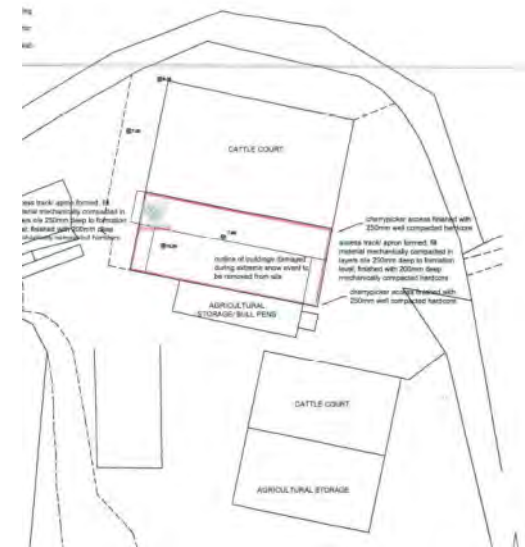 CATTLE COURT
access track/ apron formed, fill
material mechanically compacted in
layers n/e 250mm deep to formation
level, finished with 200mm deep
mechanically compacted hardcore
cherrypicker access finished with
250mm well compacted hardcore
access track/ apron formed, fill
material mechanically compacted in
layers n/e 250mm deep to formation
level, finished with 200mm deep
mechanically compacted hardcore
cherrypicker access finished with
250mm well compacted hardcore
outline of buildings damaged
during extreme snow event to
be removed from site
AGRICULTURAL
STORAGE/ BULL PENS
CATTLE COURT
AGRICULTURAL STORAGE